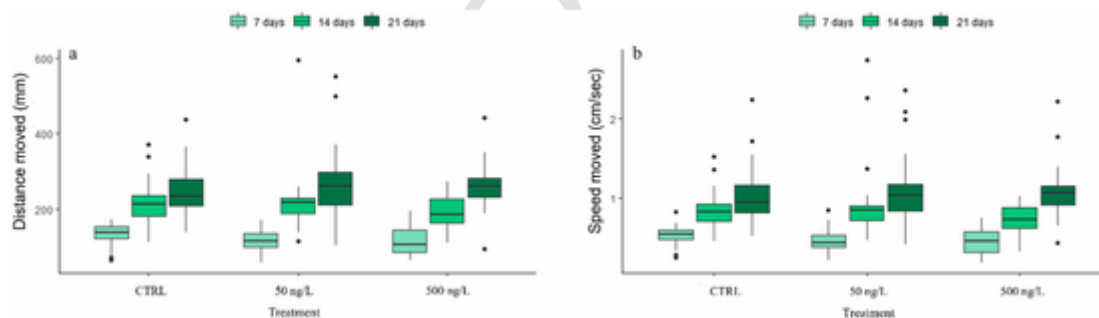 7 days 14 days 21 days
a
Distance moved (mm)
600
400
200
CTRL 50 ng/L 500 ng/L
Treatment
7 days 14 days 21 days
b
Speed moved (cm/sec)
2
1
CTRL 50 ng/L 500 ng/L
Treatment